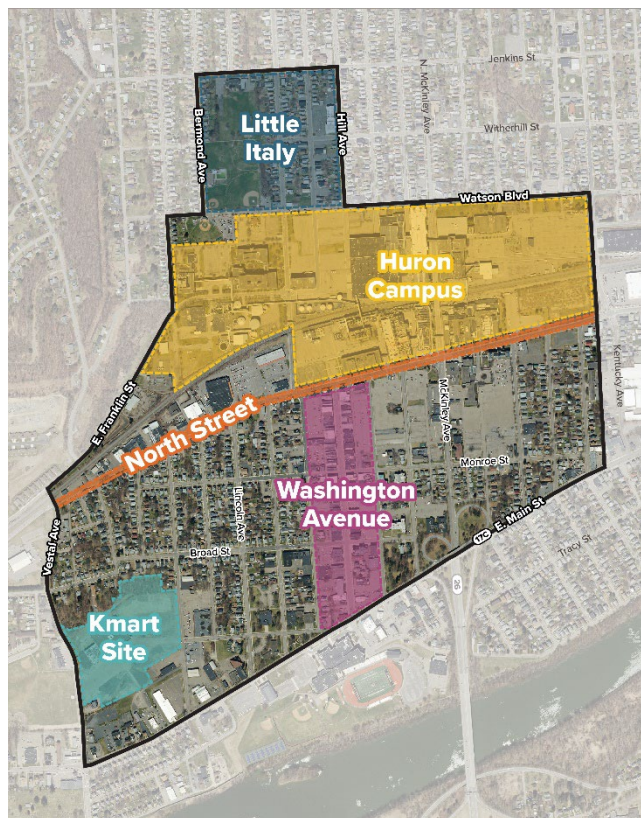 Jenkins St
N. McKinley Ave
Bermond Ave
Hill Ave
Little
Italy
Witherhill St
Watson Blvd
Huron
Campus
Kentucky Ave
E. Franklin St
North Street
McKinley Ave
Monroe St
Washington
Avenue
Lincoln Ave
17C E. Main St
Vestal Ave
Broad St
Tracy St
26
Kmart
Site